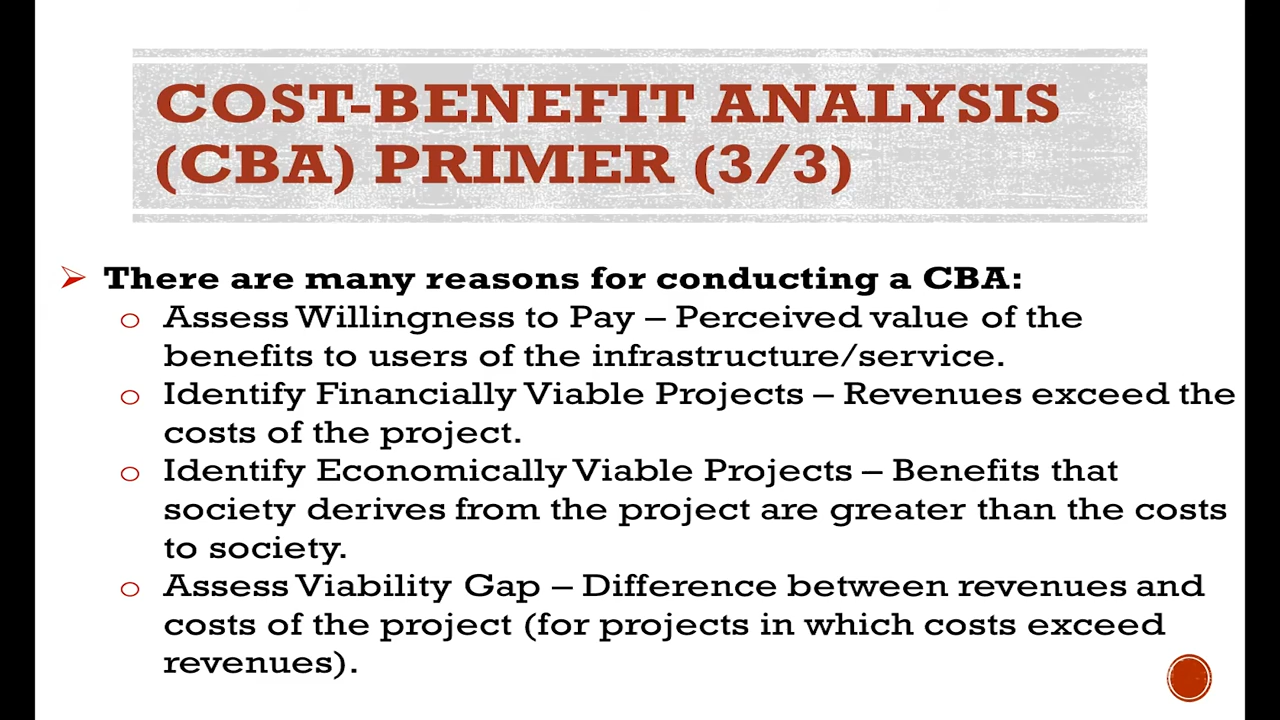 COST-BENEFIT ANALYSIS
(CBA) PRIMER (3/3)
There are many reasons for conducting a CBA:
Assess Willingness to Pay – Perceived value of the
benefits to users of the infrastructure/service.
Identify Financially Viable Projects – Revenues exceed the
costs of the project.
Identify Economically Viable Projects – Benefits that
society derives from the project are greater than the costs
to society.
Assess Viability Gap – Difference between revenues and
costs of the project (for projects in which costs exceed
revenues).